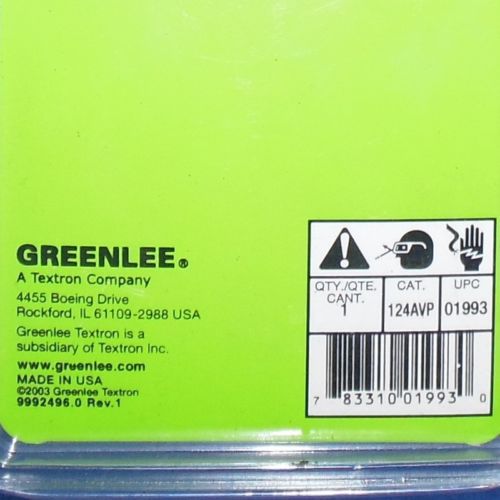 GREENLEE®
A Textron Company
4455 Boeing Drive
Rockford, IL 61109-2988 USA
Greenlee Textron is a
subsidiary of Textron Inc.
www.greenlee.com
MADE IN USA
©2003 Greenlee Textron
9992496.0 Rev.1
QTY./QTE. CAT. UPC
CANT.
1 124AVP 01993
7 83310 01993 0